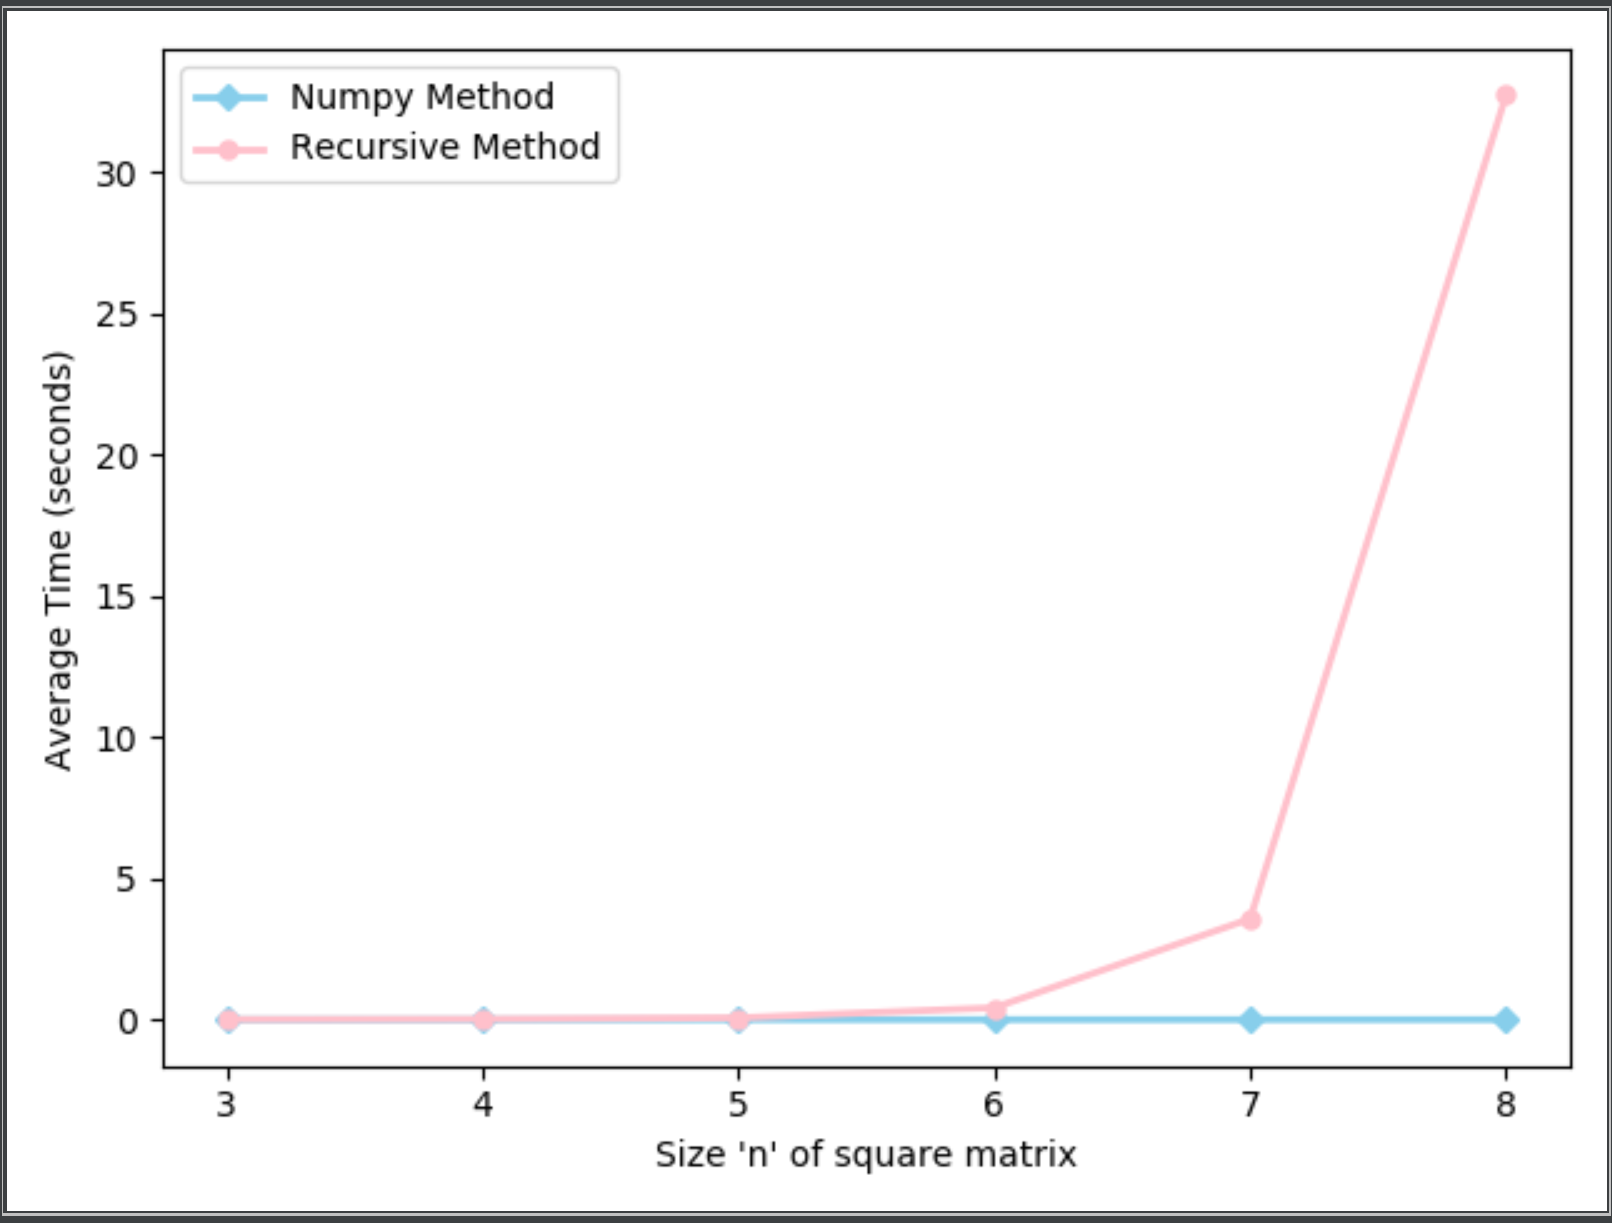 Numpy Method
Recursive Method
30
25
20
15
10
5
0
Average Time (seconds)
3 4 5 6 7 8
Size 'n' of square matrix